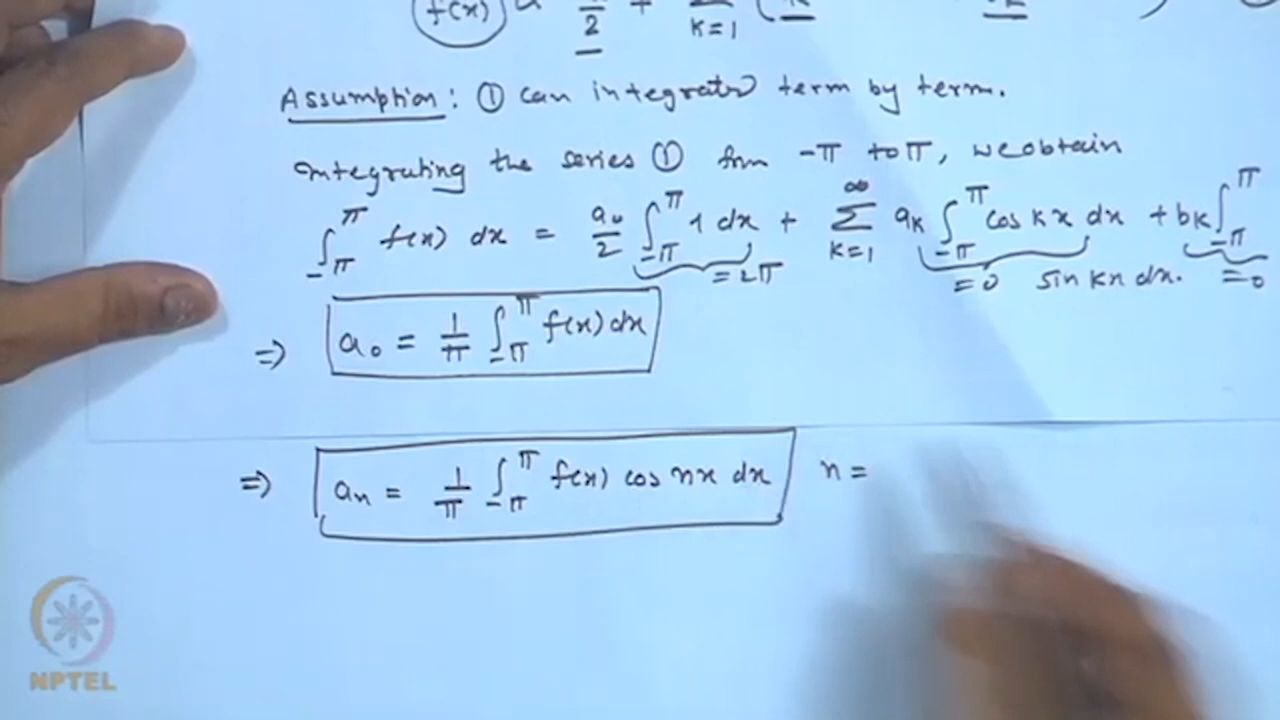 f(x) 2 + Σ k=1
Assumption: ① can integrated term by term.
Integrating the series ① from -π to π, we obtain
∫_{-π}^{π} f(x) dx = a₀/2 ∫_{-π}^{π} 1 dx + Σ_{k=1}^{∞} a_k ∫_{-π}^{π} cos kx dx + b_k ∫_{-π}^{π}
= 2π = 0 sin kx dx. = 0
⇒ a₀ = 1/π ∫_{-π}^{π} f(x) dx
⇒ a_n = 1/π ∫_{-π}^{π} f(x) cos nx dx n =
NPTEL